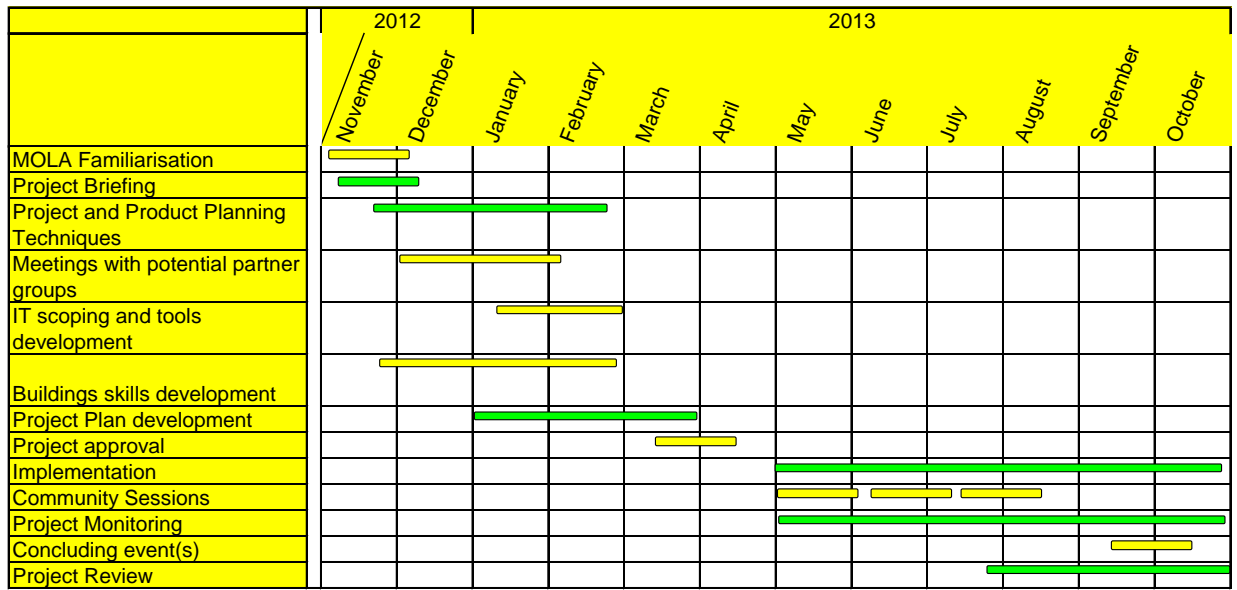 2012
2013
November
December
January
February
March
April
May
June
July
August
September
October
MOLA Familiarisation
Project Briefing
Project and Product Planning
Techniques
Meetings with potential partner
groups
IT scoping and tools
development
Buildings skills development
Project Plan development
Project approval
Implementation
Community Sessions
Project Monitoring
Concluding event(s)
Project Review